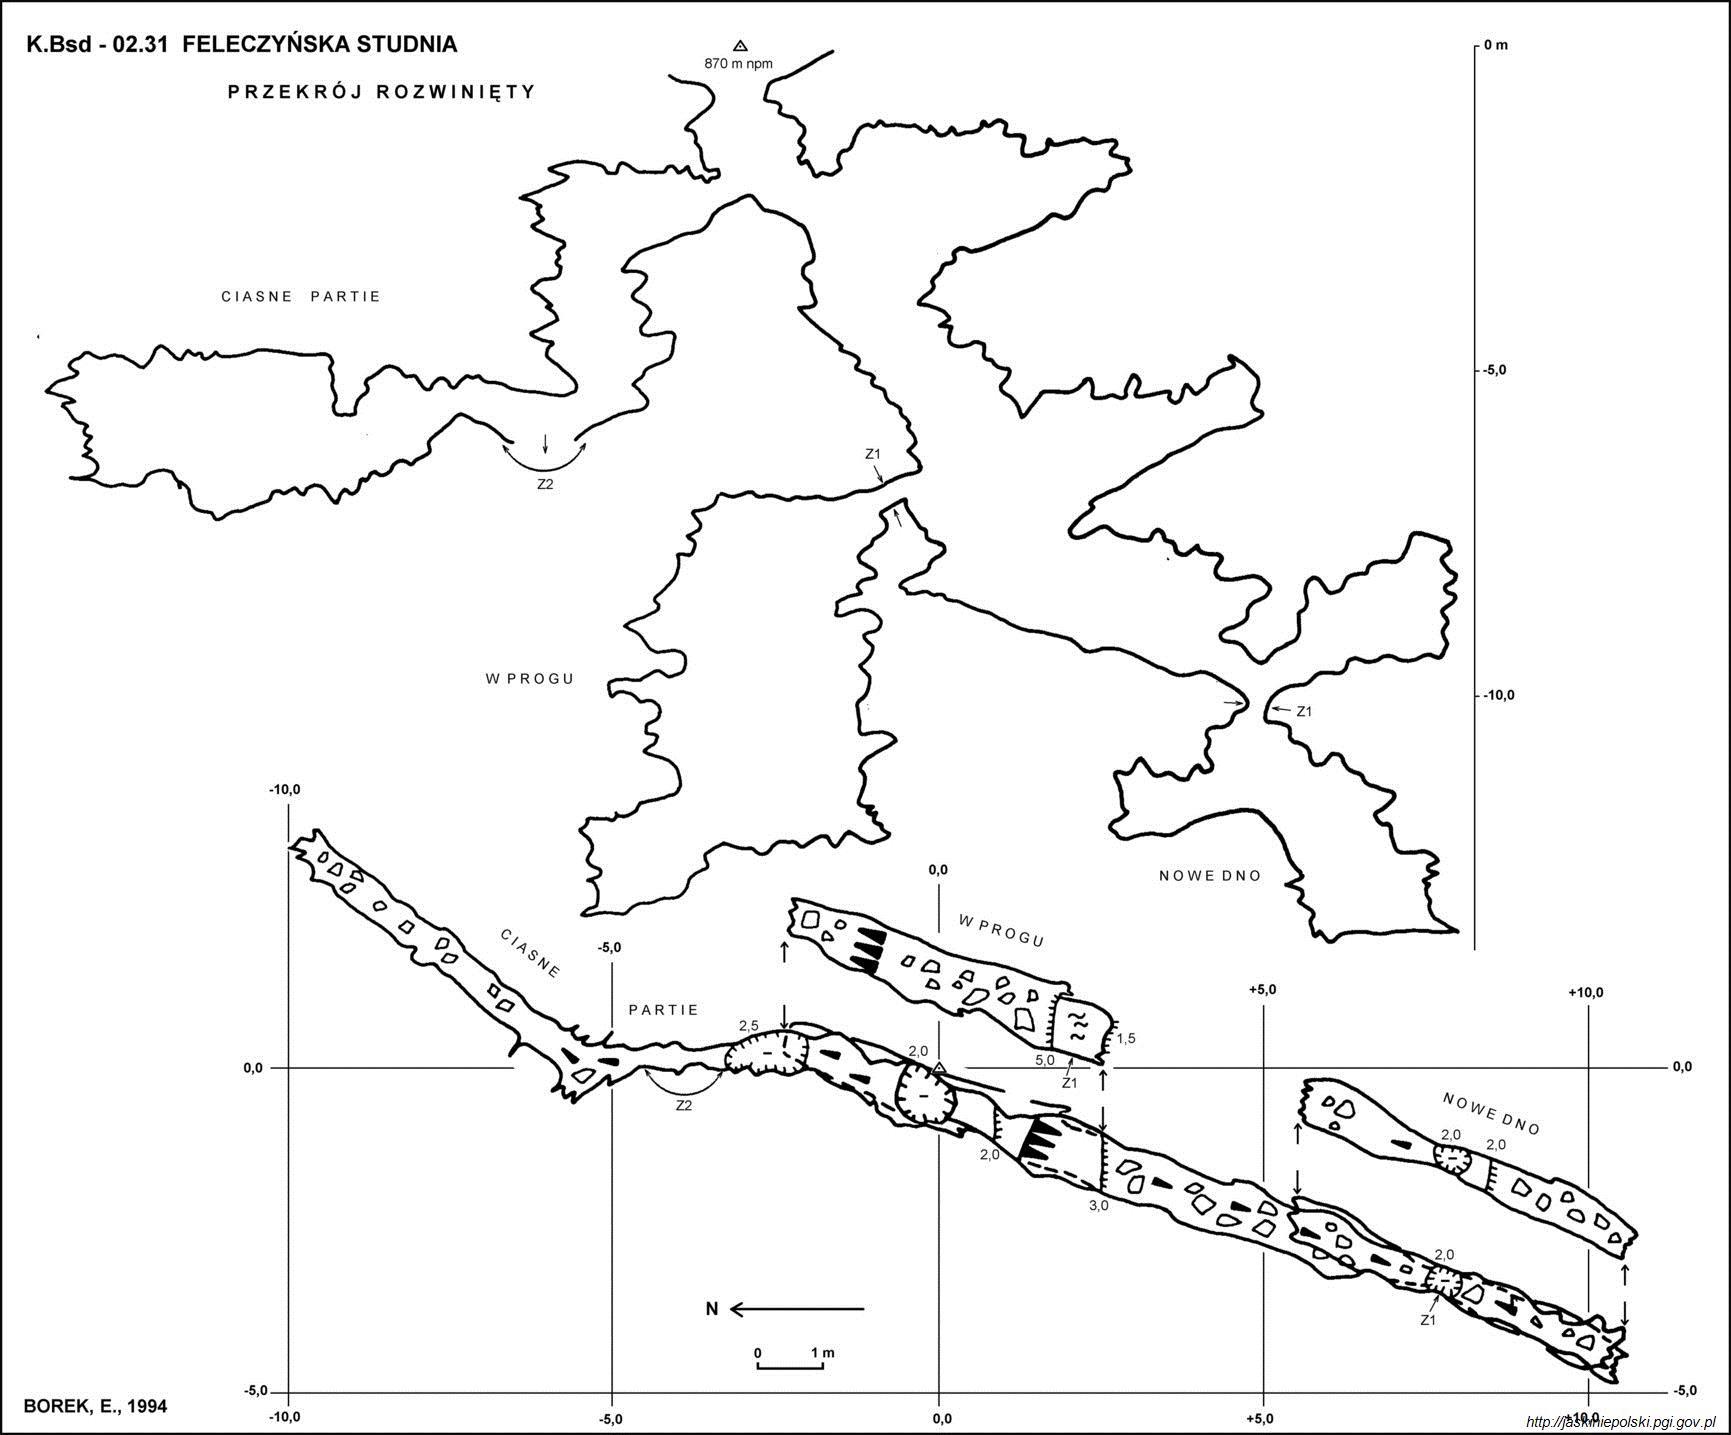 K.Bsd - 02.31 FELECZYŃSKA STUDNIA
PRZEKRÓJ ROZWINIĘTY
870 m npm
0 m
CIASNE PARTIE
-5,0
Z1
Z2
W PROGU
-10,0
Z1
NOWE DNO
-10,0
0,0
W PROGU
CIASNE
-5,0
+5,0
+10,0
PARTIE
2,5
2,0
1,5
5,0
Z1
0,0
0,0
Z2
NOWE DNO
2,0
2,0
2,0
3,0
2,0
Z1
N
0 1 m
-5,0
-5,0
BOREK, E., 1994
-10,0
-5,0
0,0
+5,0
+10,0
http://jaskiniepolski.pgi.gov.pl